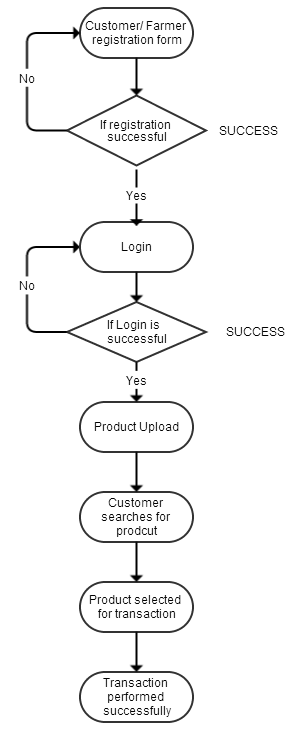 Customer/ Farmer
registration form
No
If registration
successful
SUCCESS
Yes
Login
No
If Login is
successful
SUCCESS
Yes
Product Upload
Customer
searches for
prodcut
Product selected
for transaction
Transaction
performed
successfully